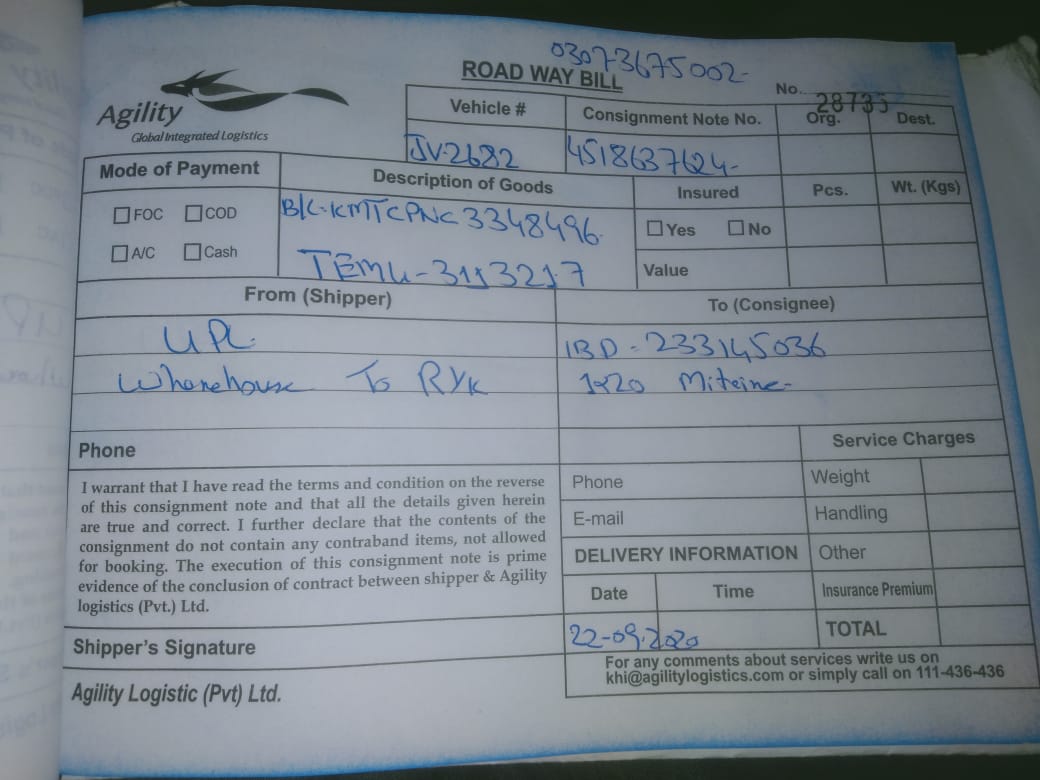 03073675002-
ROAD WAY BILL
No. 28735
Agility
Global Integrated Logistics
Vehicle #
Consignment Note No.
Org.
Dest.
JV-2682
4518637624-
Mode of Payment
Description of Goods
Insured
Pcs.
Wt. (Kgs)
FOC
COD
B/L-KMTCPNC3348496
Yes
No
A/C
Cash
TEMU-3113217
Value
From (Shipper)
To (Consignee)
UPL
IBD-233145036
Wharehouse To RYK
1x20
Phone
Service Charges
I warrant that I have read the terms and condition on the reverse
of this consignment note and that all the details given herein
are true and correct. I further declare that the contents of the
consignment do not contain any contraband items, not allowed
for booking. The execution of this consignment note is prime
evidence of the conclusion of contract between shipper & Agility
logistics (Pvt.) Ltd.
Phone
Weight
E-mail
Handling
DELIVERY INFORMATION
Other
Date
Time
Insurance Premium
22-09-2020
TOTAL
Shipper's Signature
For any comments about services write us on
khi@agilitylogistics.com or simply call on 111-436-436
Agility Logistic (Pvt) Ltd.